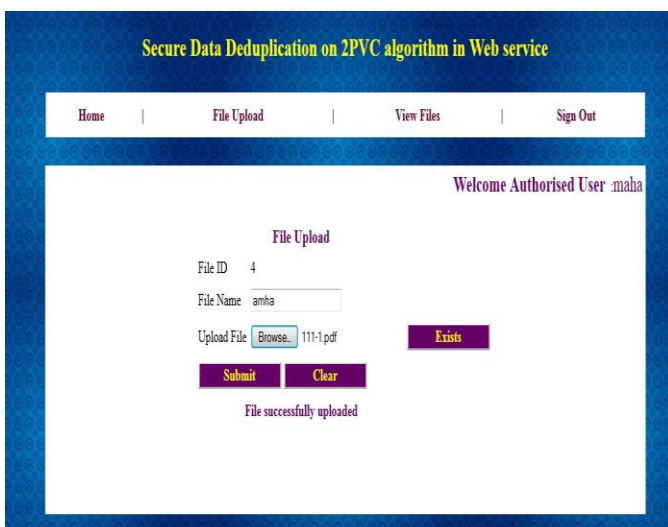 Secure Data Deduplication on 2PVC algorithm in Web service
Home | File Upload | View Files | Sign Out
Welcome Authorised User :maha
File Upload
File ID 4
File Name amha
Upload File Browse.. 111-1.pdf Exists
Submit Clear
File successfully uploaded